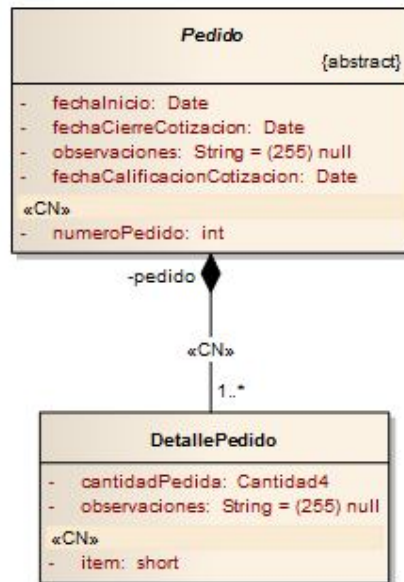 Pedido
{abstract}
- fechaInicio: Date
- fechaCierreCotizacion: Date
- observaciones: String = (255) null
- fechaCalificacionCotizacion: Date
«CN»
- numeroPedido: int
-pedido
«CN»
1..*
DetallePedido
- cantidadPedida: Cantidad4
- observaciones: String = (255) null
«CN»
- item: short